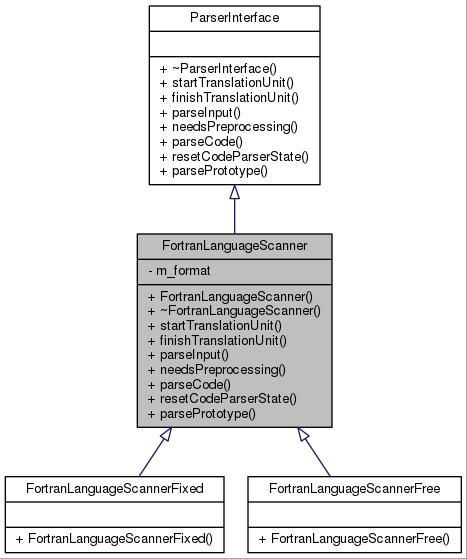 ParserInterface
+ ~ParserInterface()
+ startTranslationUnit()
+ finishTranslationUnit()
+ parseInput()
+ needsPreprocessing()
+ parseCode()
+ resetCodeParserState()
+ parsePrototype()
FortranLanguageScanner
- m_format
+ FortranLanguageScanner()
+ ~FortranLanguageScanner()
+ startTranslationUnit()
+ finishTranslationUnit()
+ parseInput()
+ needsPreprocessing()
+ parseCode()
+ resetCodeParserState()
+ parsePrototype()
FortranLanguageScannerFixed
+ FortranLanguageScannerFixed()
FortranLanguageScannerFree
+ FortranLanguageScannerFree()